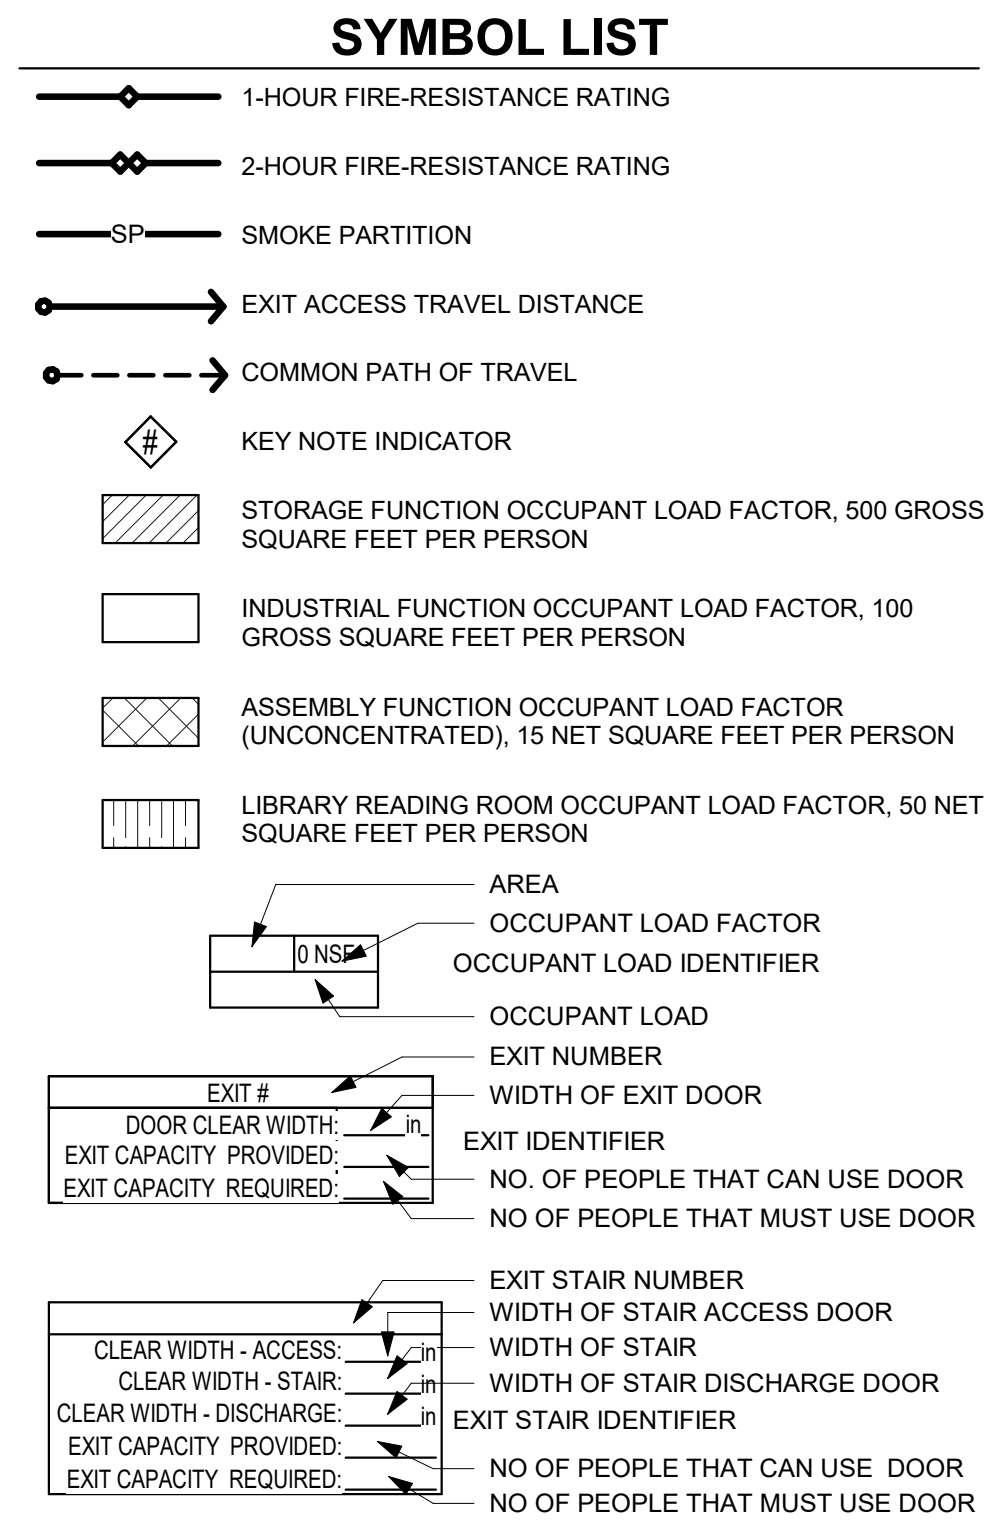 SYMBOL LIST
1-HOUR FIRE-RESISTANCE RATING
2-HOUR FIRE-RESISTANCE RATING
SP
SMOKE PARTITION
EXIT ACCESS TRAVEL DISTANCE
COMMON PATH OF TRAVEL
#
KEY NOTE INDICATOR
STORAGE FUNCTION OCCUPANT LOAD FACTOR, 500 GROSS
SQUARE FEET PER PERSON
INDUSTRIAL FUNCTION OCCUPANT LOAD FACTOR, 100
GROSS SQUARE FEET PER PERSON
ASSEMBLY FUNCTION OCCUPANT LOAD FACTOR
(UNCONCENTRATED), 15 NET SQUARE FEET PER PERSON
LIBRARY READING ROOM OCCUPANT LOAD FACTOR, 50 NET
SQUARE FEET PER PERSON
AREA
OCCUPANT LOAD FACTOR
0 NSF
OCCUPANT LOAD IDENTIFIER
OCCUPANT LOAD
EXIT NUMBER
EXIT #
WIDTH OF EXIT DOOR
DOOR CLEAR WIDTH: in
EXIT IDENTIFIER
EXIT CAPACITY PROVIDED:
NO. OF PEOPLE THAT CAN USE DOOR
EXIT CAPACITY REQUIRED:
NO OF PEOPLE THAT MUST USE DOOR
EXIT STAIR NUMBER
WIDTH OF STAIR ACCESS DOOR
CLEAR WIDTH - ACCESS: in
WIDTH OF STAIR
CLEAR WIDTH - STAIR: in
WIDTH OF STAIR DISCHARGE DOOR
CLEAR WIDTH - DISCHARGE: in
EXIT STAIR IDENTIFIER
EXIT CAPACITY PROVIDED:
NO OF PEOPLE THAT CAN USE DOOR
EXIT CAPACITY REQUIRED:
NO OF PEOPLE THAT MUST USE DOOR